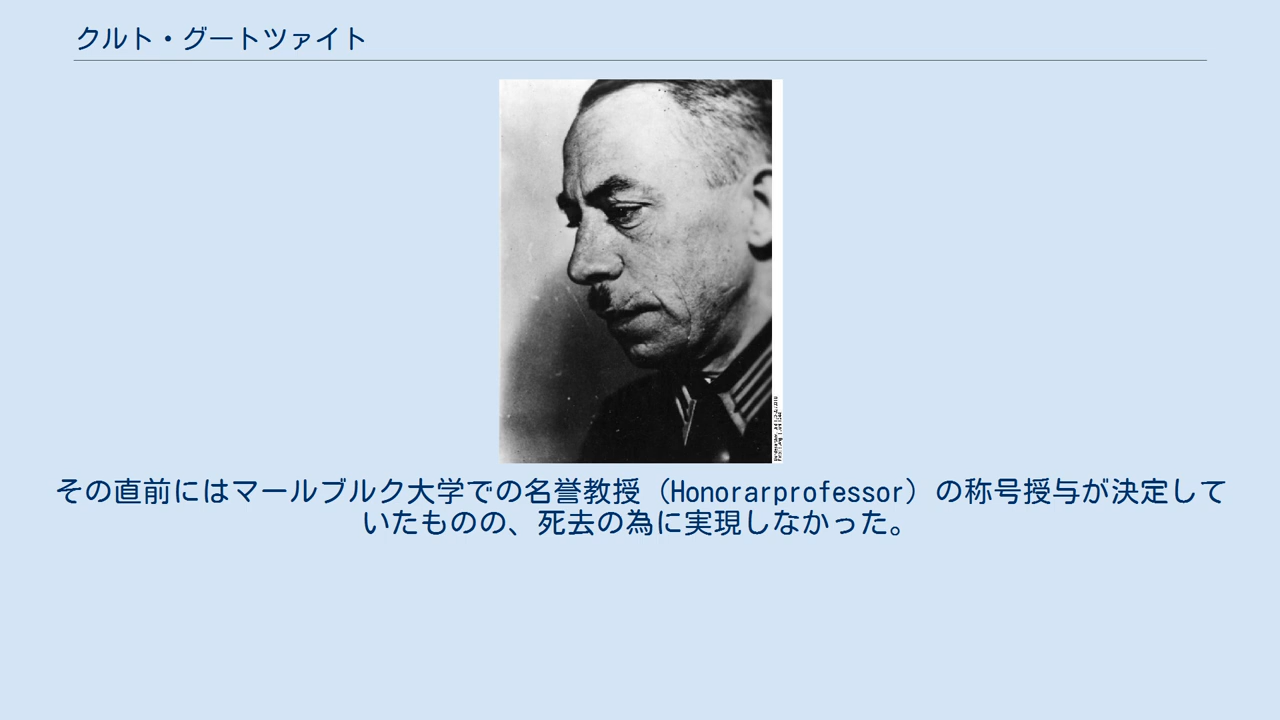 クルト・グートツァイト
その直前にはマールブルク大学での名誉教授（Honorarprofessor）の称号授与が決定して
いたものの、死去の為に実現しなかった。